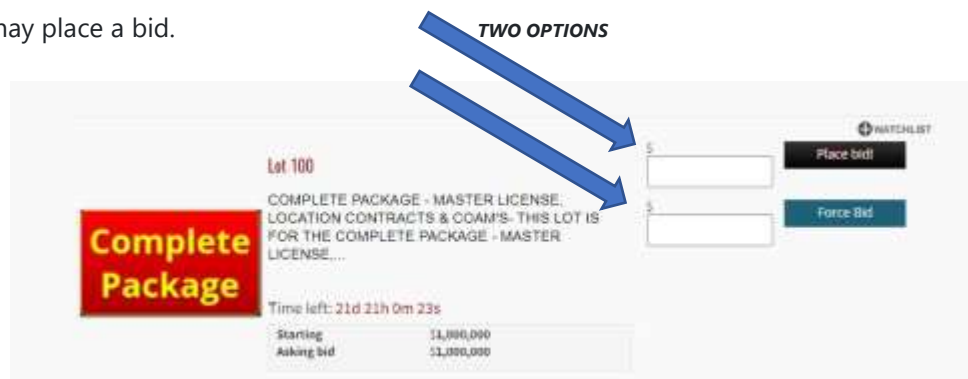 may place a bid.
TWO OPTIONS
WATCHLIST
$
Place bid!
Lot 100
COMPLETE PACKAGE - MASTER LICENSE,
LOCATION CONTRACTS & COAM'S- THIS LOT IS
FOR THE COMPLETE PACKAGE - MASTER
LICENSE....
$
Force Bid
Complete
Package
Time left: 21d 21h 0m 23s
Starting $1,000,000
Asking bid $1,000,000